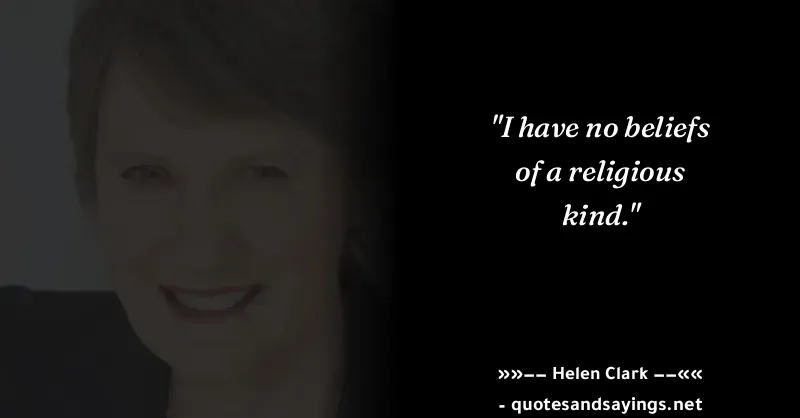 "I have no beliefs
of a religious
kind."
»»–– Helen Clark ––««
- quotesandsayings.net